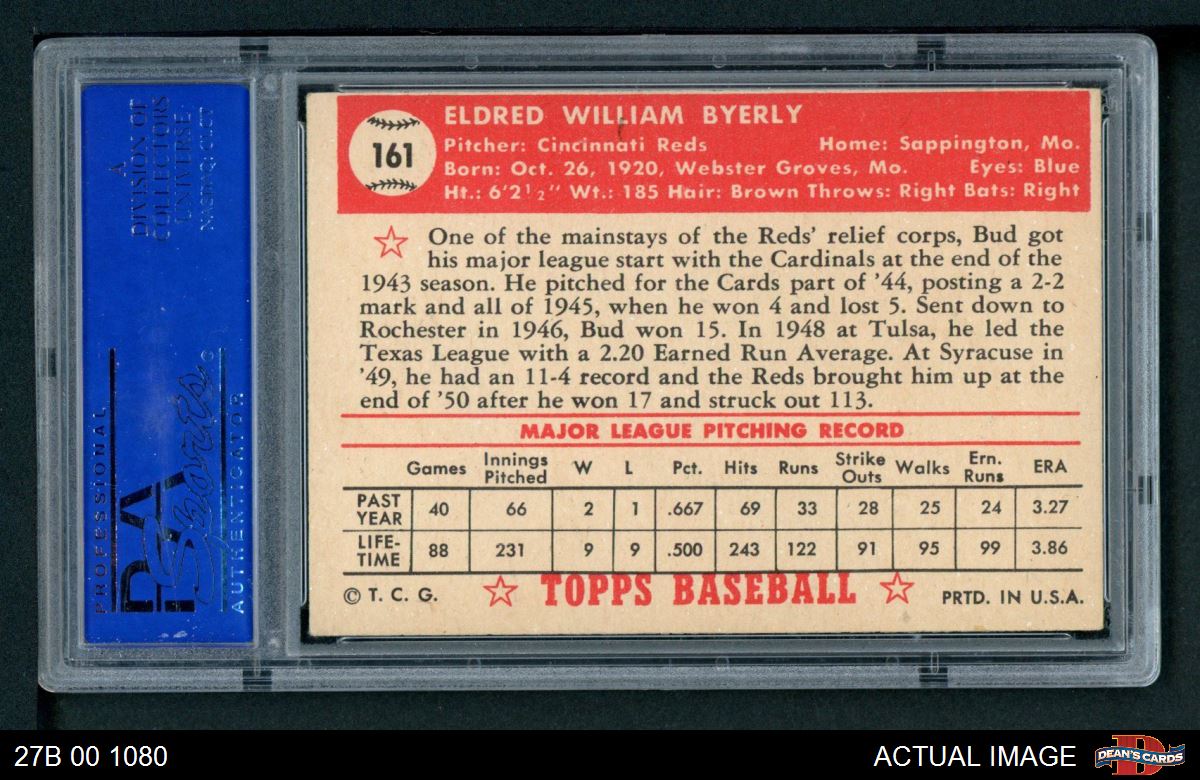 A
DIVISION OF
COLLECTORS
UNIVERSE
NASDAQ: CLCT
PROFESSIONAL
PSA
Sports
AUTHENTICATOR
161
ELDRED WILLIAM BYERLY
Pitcher: Cincinnati Reds Home: Sappington, Mo.
Born: Oct. 26, 1920, Webster Groves, Mo. Eyes: Blue
Ht.: 6'2½" Wt.: 185 Hair: Brown Throws: Right Bats: Right
One of the mainstays of the Reds' relief corps, Bud got
his major league start with the Cardinals at the end of the
1943 season. He pitched for the Cards part of '44, posting a 2-2
mark and all of 1945, when he won 4 and lost 5. Sent down to
Rochester in 1946, Bud won 15. In 1948 at Tulsa, he led the
Texas League with a 2.20 Earned Run Average. At Syracuse in
'49, he had an 11-4 record and the Reds brought him up at the
end of '50 after he won 17 and struck out 113.
MAJOR LEAGUE PITCHING RECORD
Games Innings Pitched W L Pct. Hits Runs Strike Outs Walks Ern. Runs ERA
PAST YEAR 40 66 2 1 .667 69 33 28 25 24 3.27
LIFE-TIME 88 231 9 9 .500 243 122 91 95 99 3.86
© T. C. G. TOPPS BASEBALL PRTD. IN U.S.A.
27B 00 1080 ACTUAL IMAGE DEAN'S CARDS